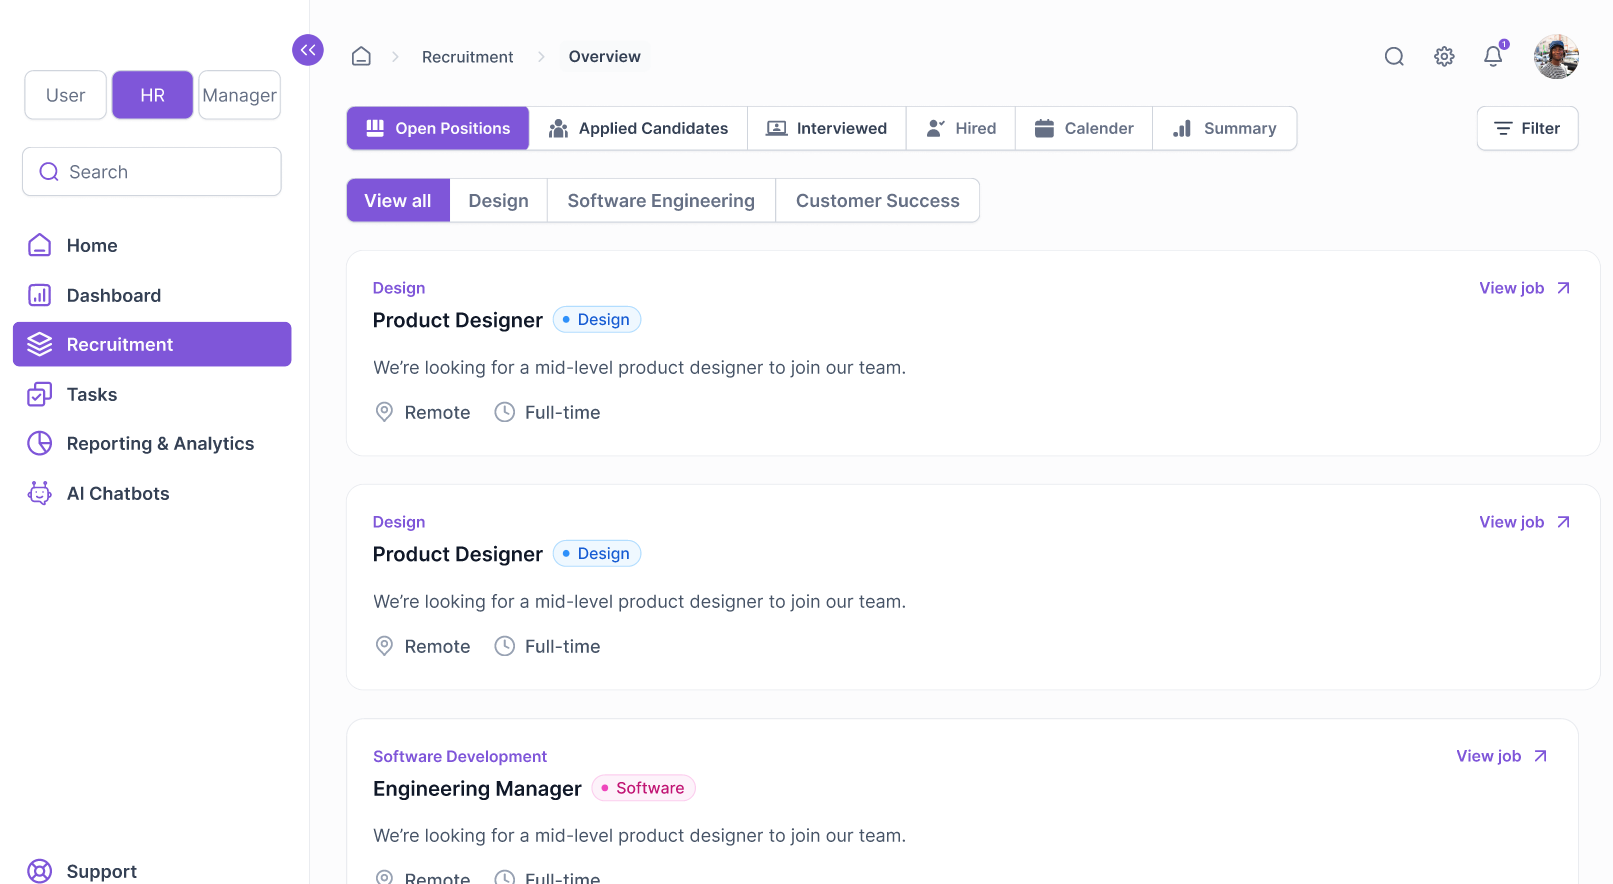 User
HR
Manager
Search
Home
Dashboard
Recruitment
Tasks
Reporting & Analytics
AI Chatbots
Support
Recruitment
Overview
1
Open Positions
Applied Candidates
Interviewed
Hired
Calender
Summary
Filter
View all
Design
Software Engineering
Customer Success
Design
View job
Product Designer
Design
We’re looking for a mid-level product designer to join our team.
Remote
Full-time
Design
View job
Product Designer
Design
We’re looking for a mid-level product designer to join our team.
Remote
Full-time
Software Development
View job
Engineering Manager
Software
We’re looking for a mid-level product designer to join our team.
Remote
Full-time